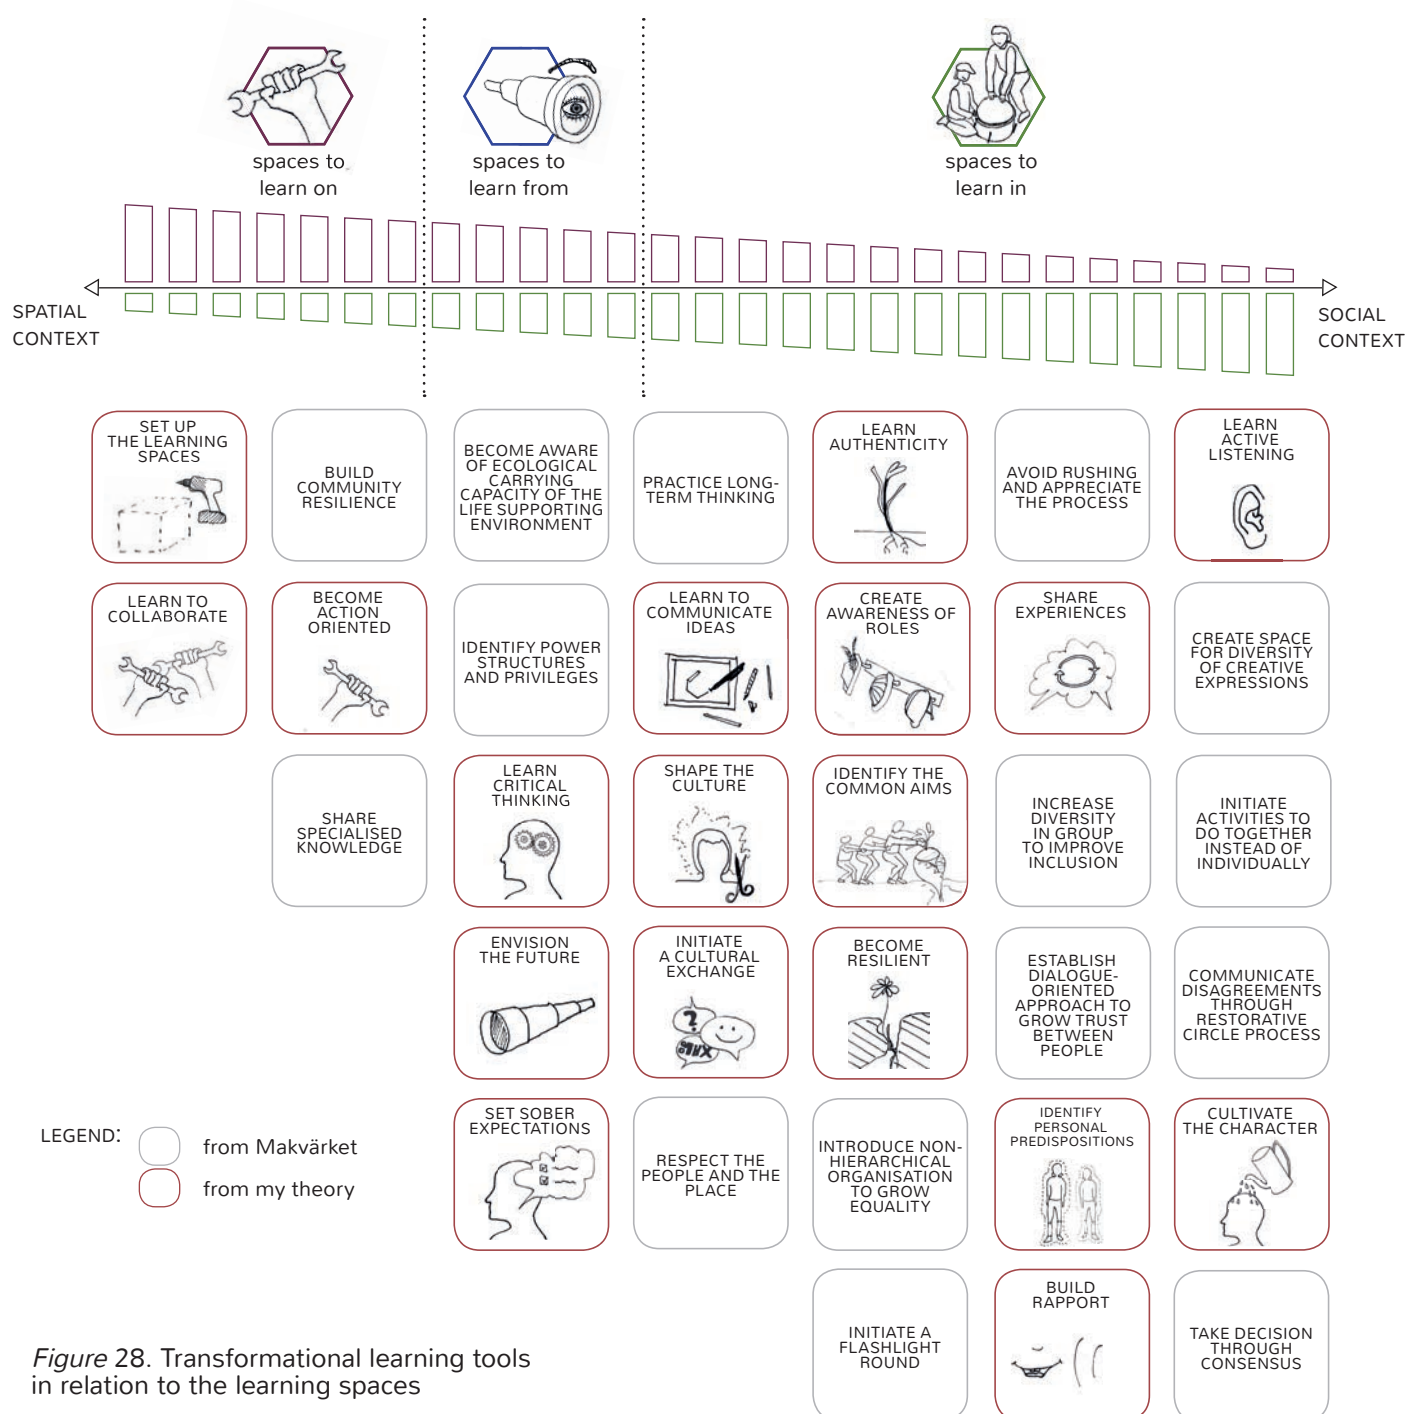 spaces to
learn on
spaces to
learn from
spaces to
learn in
SPATIAL
CONTEXT
SOCIAL
CONTEXT
SET UP
THE LEARNING
SPACES
BUILD
COMMUNITY
RESILIENCE
BECOME AWARE
OF ECOLOGICAL
CARRYING
CAPACITY OF THE
LIFE SUPPORTING
ENVIRONMENT
PRACTICE LONG-
TERM THINKING
LEARN
AUTHENTICITY
AVOID RUSHING
AND APPRECIATE
THE PROCESS
LEARN
ACTIVE
LISTENING
LEARN TO
COLLABORATE
BECOME
ACTION
ORIENTED
IDENTIFY POWER
STRUCTURES
AND PRIVILEGES
LEARN TO
COMMUNICATE
IDEAS
CREATE
AWARENESS OF
ROLES
SHARE
EXPERIENCES
CREATE SPACE
FOR DIVERSITY
OF CREATIVE
EXPRESSIONS
SHARE
SPECIALISED
KNOWLEDGE
LEARN
CRITICAL
THINKING
SHAPE THE
CULTURE
IDENTIFY THE
COMMON AIMS
INCREASE
DIVERSITY
IN GROUP
TO IMPROVE
INCLUSION
INITIATE
ACTIVITIES TO
DO TOGETHER
INSTEAD OF
INDIVIDUALLY
ENVISION
THE FUTURE
INITIATE
A CULTURAL
EXCHANGE
?
BECOME
RESILIENT
ESTABLISH
DIALOGUE-
ORIENTED
APPROACH TO
GROW TRUST
BETWEEN
PEOPLE
COMMUNICATE
DISAGREEMENTS
THROUGH
RESTORATIVE
CIRCLE PROCESS
SET SOBER
EXPECTATIONS
RESPECT THE
PEOPLE AND THE
PLACE
INTRODUCE NON-
HIERARCHICAL
ORGANISATION
TO GROW
EQUALITY
IDENTIFY
PERSONAL
PREDISPOSITIONS
CULTIVATE
THE CHARACTER
INITIATE A
FLASHLIGHT
ROUND
BUILD
RAPPORT
TAKE DECISION
THROUGH
CONSENSUS
LEGEND:
from Makvärket
from my theory
Figure 28. Transformational learning tools
in relation to the learning spaces